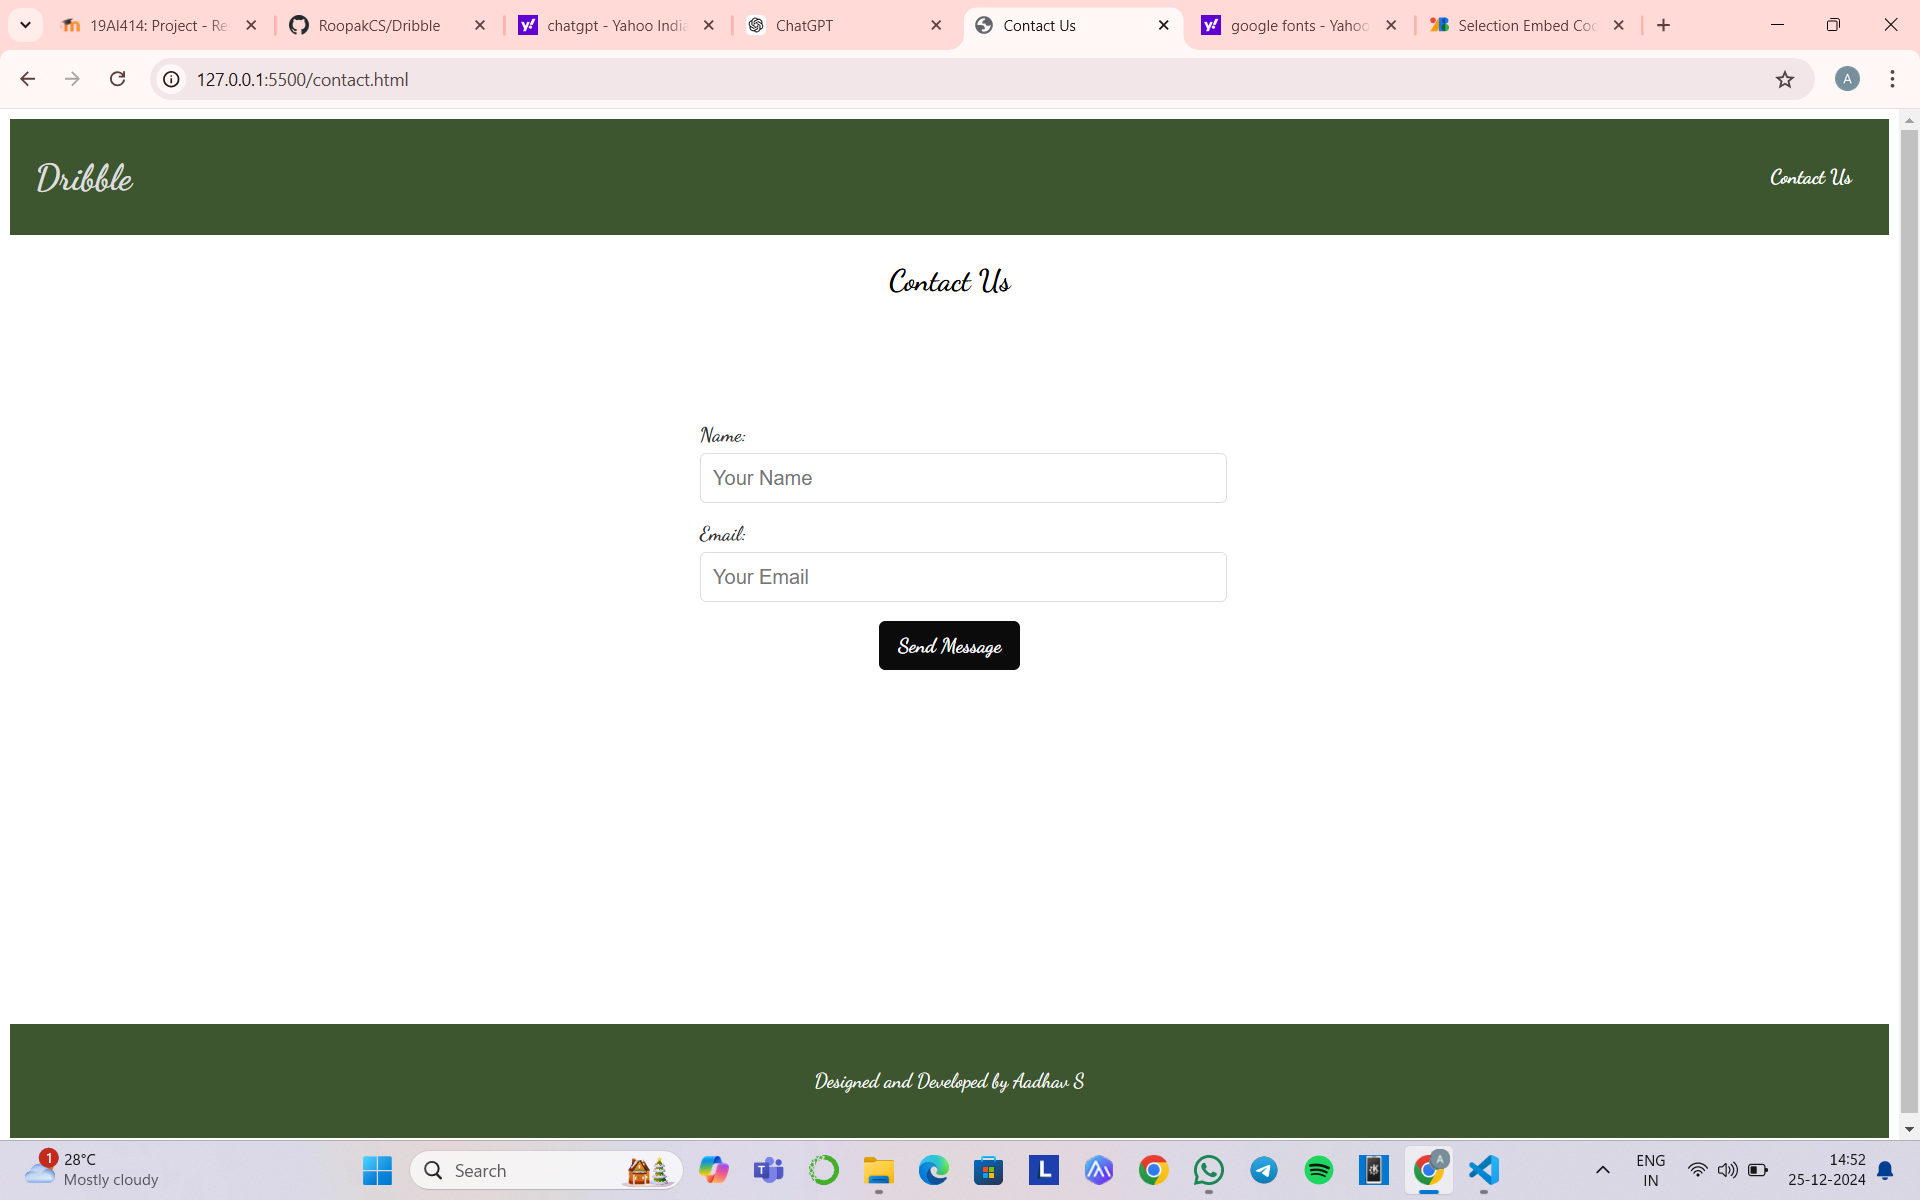 19AI414: Project - Re
RoopakCS/Dribble
chatgpt - Yahoo India
ChatGPT
Contact Us
google fonts - Yahoo
Selection Embed Cod
127.0.0.1:5500/contact.html
A
Dribble
Contact Us
Contact Us
Name:
Your Name
Email:
Your Email
Send Message
Designed and Developed by Aadhav S
1
28°C
Mostly cloudy
Search
ENG
IN
14:52
25-12-2024